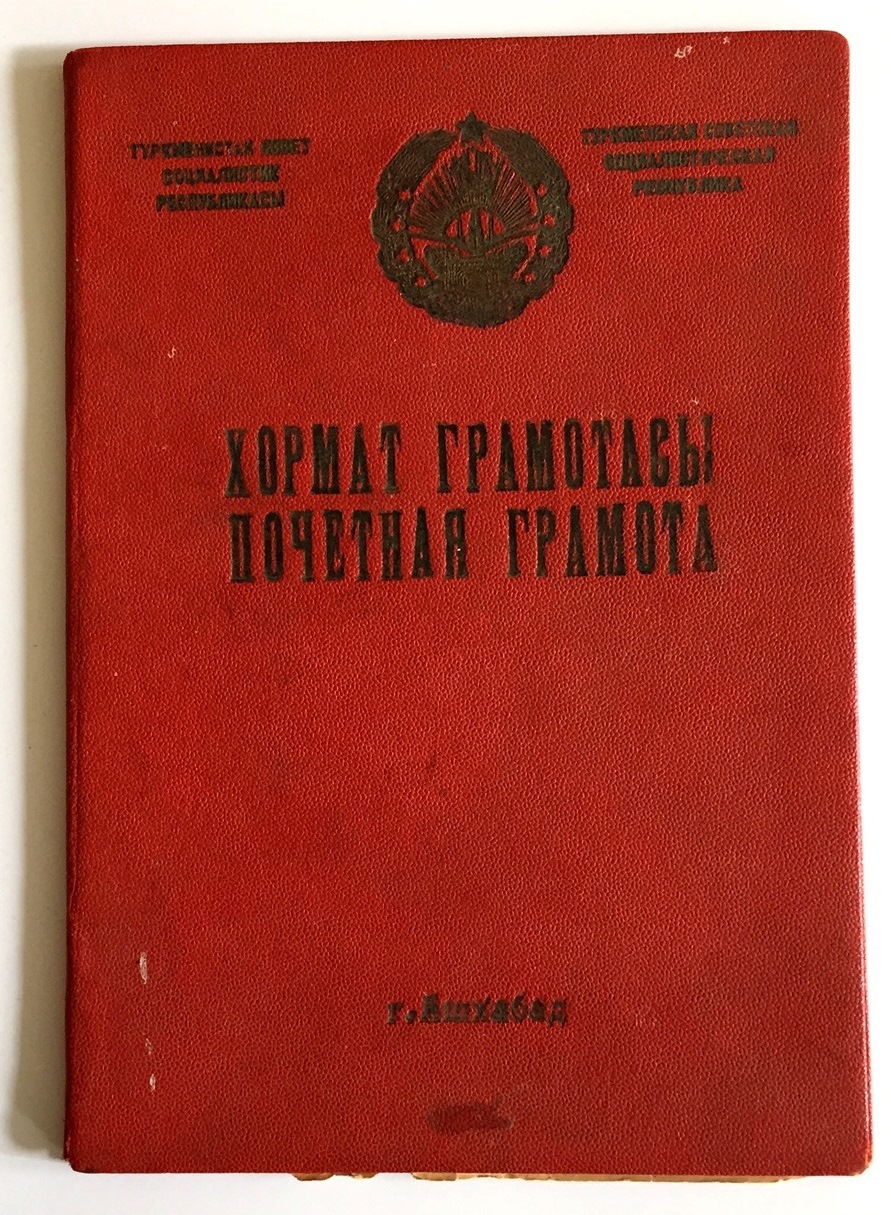 ТУРКМЕНИСТАН СОВЕТ
СОЦИАЛИСТИК
РЕСПУБЛИКАСЫ
ТУРКМЕНСКАЯ СОВЕТСКАЯ
СОЦИАЛИСТИЧЕСКАЯ
РЕСПУБЛИКА
ХОРМАТ ГРАМОТАСЫ
ПОЧЕТНАЯ ГРАМОТА
г.Ашхабад